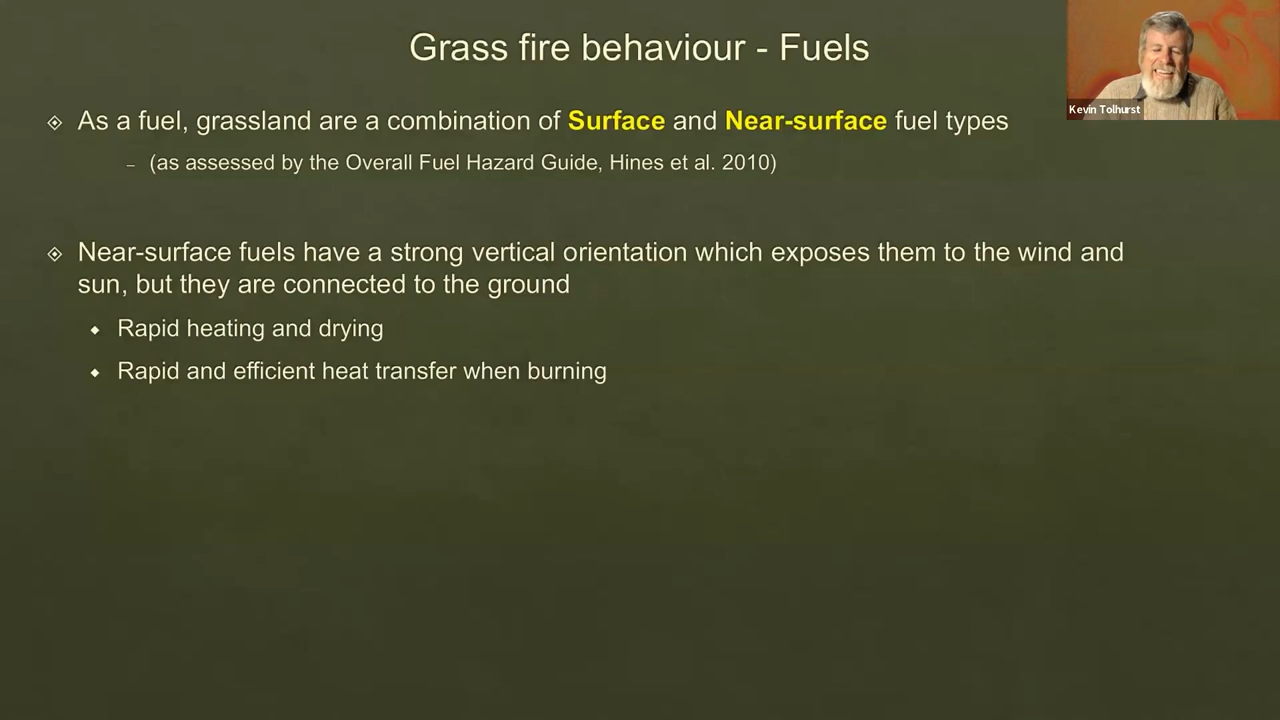 Grass fire behaviour - Fuels
Kevin Tolhurst
As a fuel, grassland are a combination of Surface and Near-surface fuel types
– (as assessed by the Overall Fuel Hazard Guide, Hines et al. 2010)
Near-surface fuels have a strong vertical orientation which exposes them to the wind and
sun, but they are connected to the ground
Rapid heating and drying
Rapid and efficient heat transfer when burning